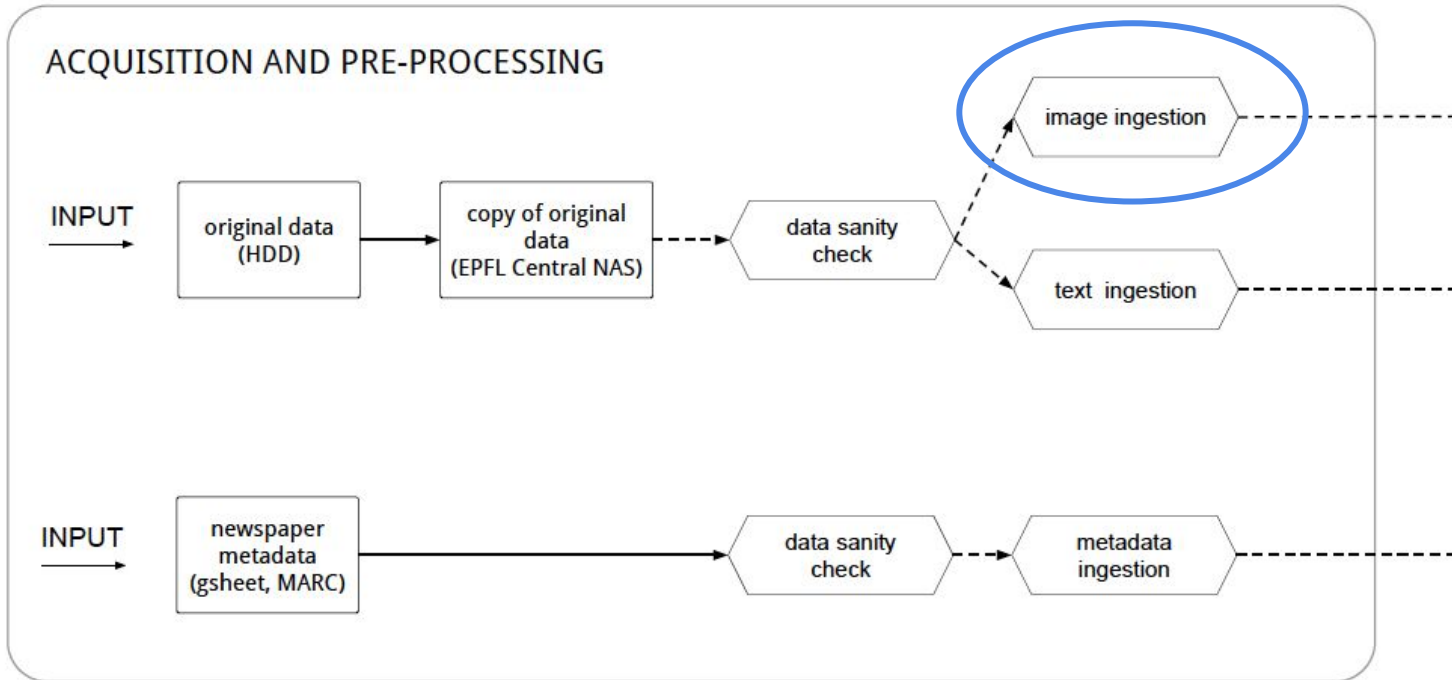 ACQUISITION AND PRE-PROCESSING
image ingestion
INPUT
original data
(HDD)
copy of original
data
(EPFL Central NAS)
data sanity
check
text ingestion
INPUT
newspaper
metadata
(gsheet, MARC)
data sanity
check
metadata
ingestion